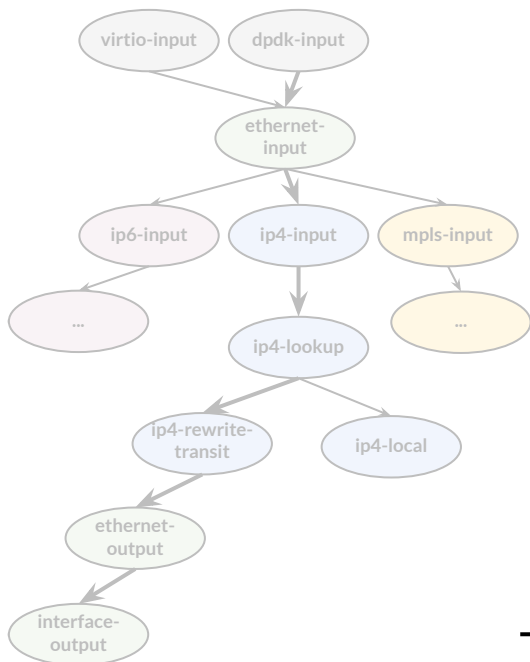 virtio-input
dpdk-input
ethernet-
input
ip6-input
ip4-input
mpls-input
...
...
ip4-lookup
ip4-rewrite-
transit
ip4-local
ethernet-
output
interface-
output